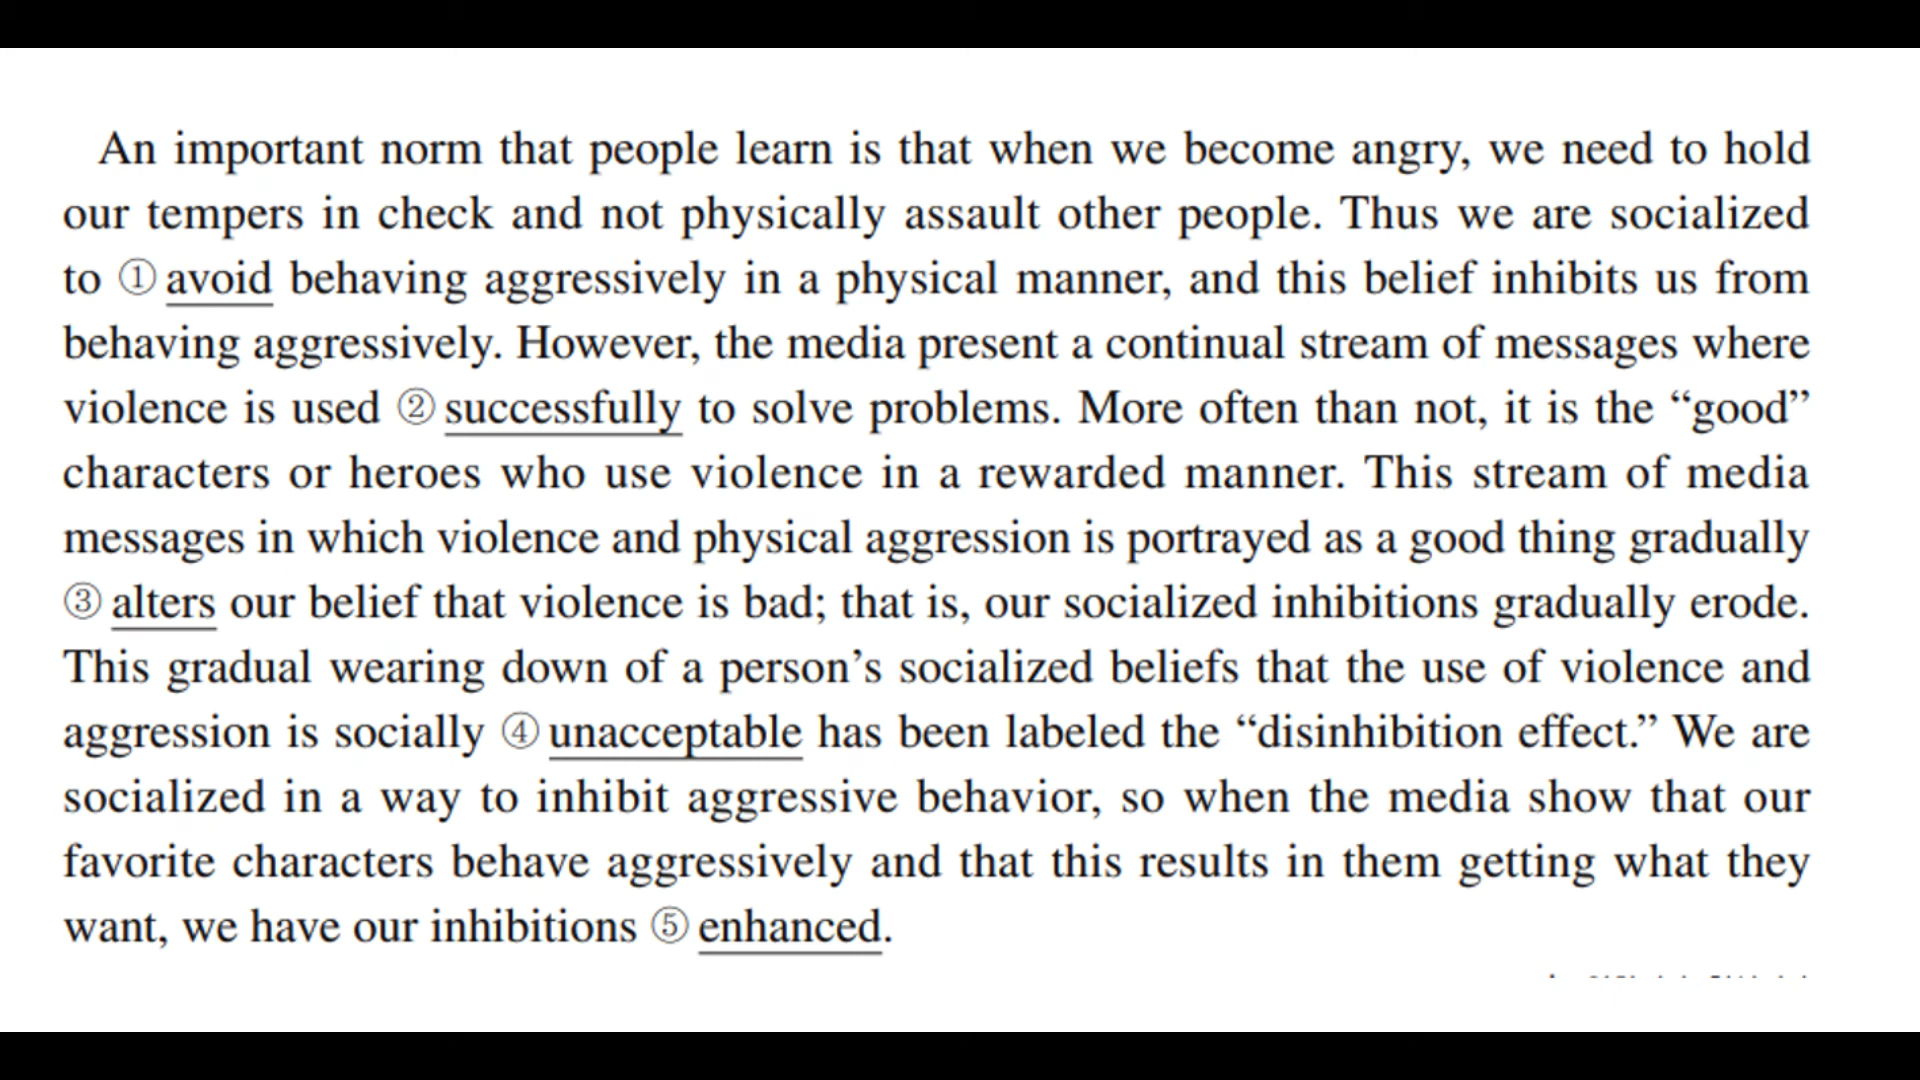 An important norm that people learn is that when we become angry, we need to hold
our tempers in check and not physically assault other people. Thus we are socialized
to ① avoid behaving aggressively in a physical manner, and this belief inhibits us from
behaving aggressively. However, the media present a continual stream of messages where
violence is used ② successfully to solve problems. More often than not, it is the “good”
characters or heroes who use violence in a rewarded manner. This stream of media
messages in which violence and physical aggression is portrayed as a good thing gradually
③ alters our belief that violence is bad; that is, our socialized inhibitions gradually erode.
This gradual wearing down of a person’s socialized beliefs that the use of violence and
aggression is socially ④ unacceptable has been labeled the “disinhibition effect.” We are
socialized in a way to inhibit aggressive behavior, so when the media show that our
favorite characters behave aggressively and that this results in them getting what they
want, we have our inhibitions ⑤ enhanced.